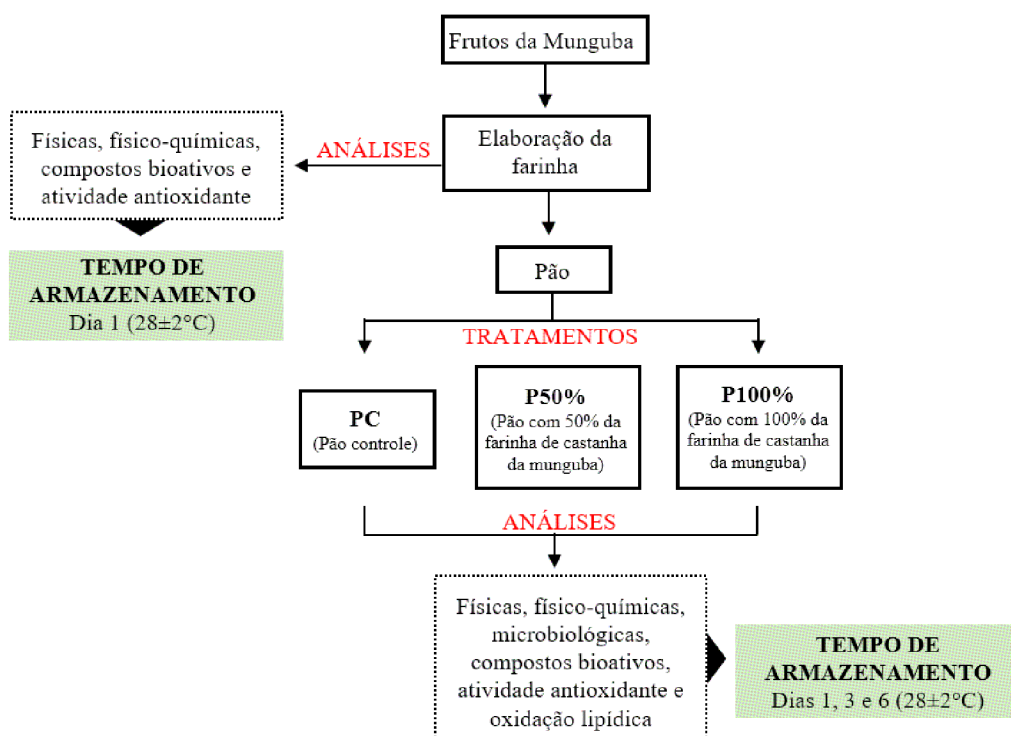 Frutos da Munguba
Elaboração da
farinha
ANÁLISES
Físicas, físico-químicas,
compostos bioativos e
atividade antioxidante
TEMPO DE
ARMAZENAMENTO
Dia 1 (28±2°C)
Pão
TRATAMENTOS
PC
(Pão controle)
P50%
(Pão com 50% da
farinha de castanha
da munguba)
P100%
(Pão com 100% da
farinha de castanha da
munguba)
ANÁLISES
Físicas, físico-químicas,
microbiológicas,
compostos bioativos,
atividade antioxidante e
oxidação lipídica
TEMPO DE
ARMAZENAMENTO
Dias 1, 3 e 6 (28±2°C)